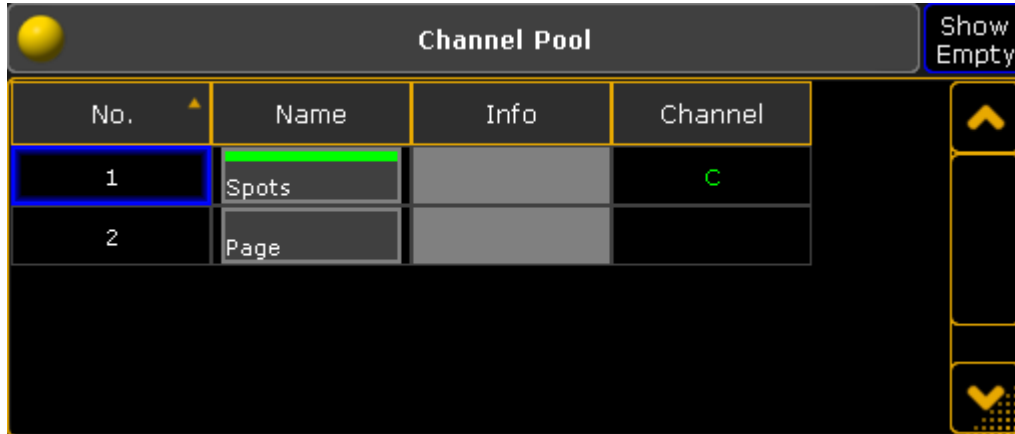 Channel Pool
Show
Empty
No. Name Info Channel
1 Spots C
2 Page